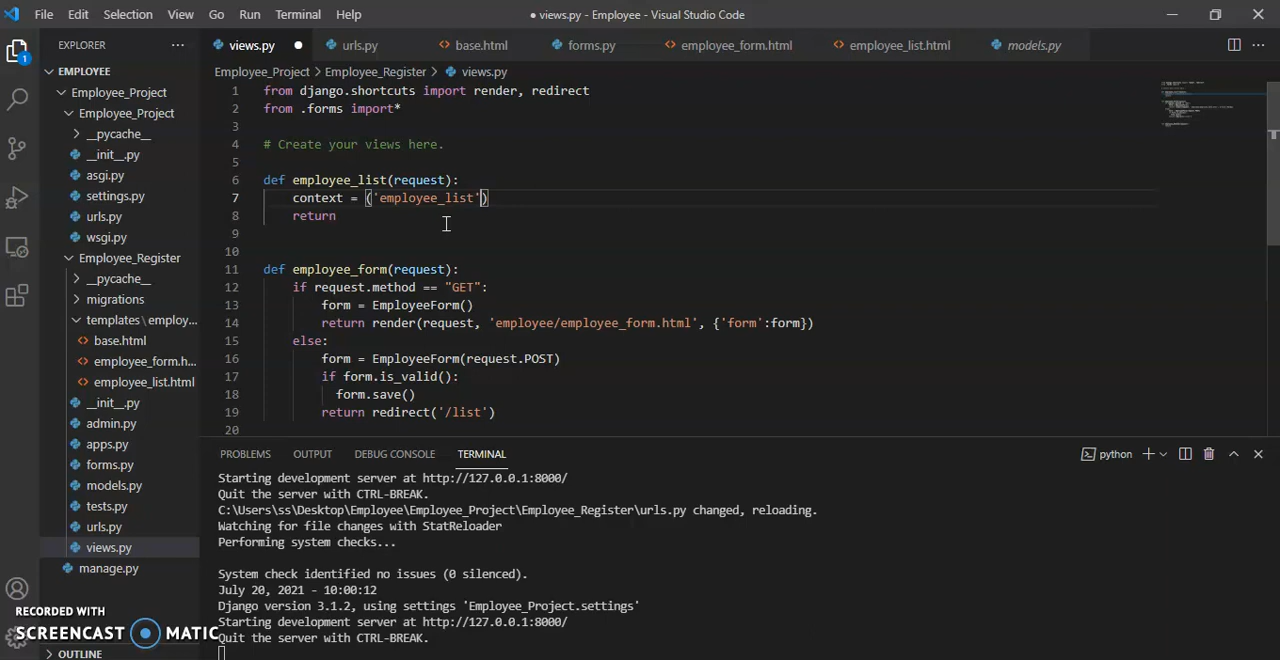 File Edit Selection View Go Run Terminal Help ● views.py - Employee - Visual Studio Code
EXPLORER ···
views.py ● urls.py base.html forms.py employee_form.html employee_list.html models.py ···
1
EMPLOYEE
Employee_Project
Employee_Project
__pycache__
__init__.py
asgi.py
settings.py
urls.py
wsgi.py
Employee_Register
__pycache__
migrations
templates\employ...
base.html
employee_form.h...
employee_list.html
__init__.py
admin.py
apps.py
forms.py
models.py
tests.py
urls.py
views.py
manage.py
OUTLINE
Employee_Project > Employee_Register > views.py
1 from django.shortcuts import render, redirect
2 from .forms import*
3
4 # Create your views here.
5
6 def employee_list(request):
7 context = ('employee_list')
8 return
9
10
11 def employee_form(request):
12 if request.method == "GET":
13 form = EmployeeForm()
14 return render(request, 'employee/employee_form.html', {'form':form})
15 else:
16 form = EmployeeForm(request.POST)
17 if form.is_valid():
18 form.save()
19 return redirect('/list')
20
PROBLEMS OUTPUT DEBUG CONSOLE TERMINAL python
Starting development server at http://127.0.0.1:8000/
Quit the server with CTRL-BREAK.
C:\Users\ss\Desktop\Employee\Employee_Project\Employee_Register\urls.py changed, reloading.
Watching for file changes with StatReloader
Performing system checks...
System check identified no issues (0 silenced).
July 20, 2021 - 10:00:12
Django version 3.1.2, using settings 'Employee_Project.settings'
Starting development server at http://127.0.0.1:8000/
Quit the server with CTRL-BREAK.
RECORDED WITH
SCREENCAST MATIC